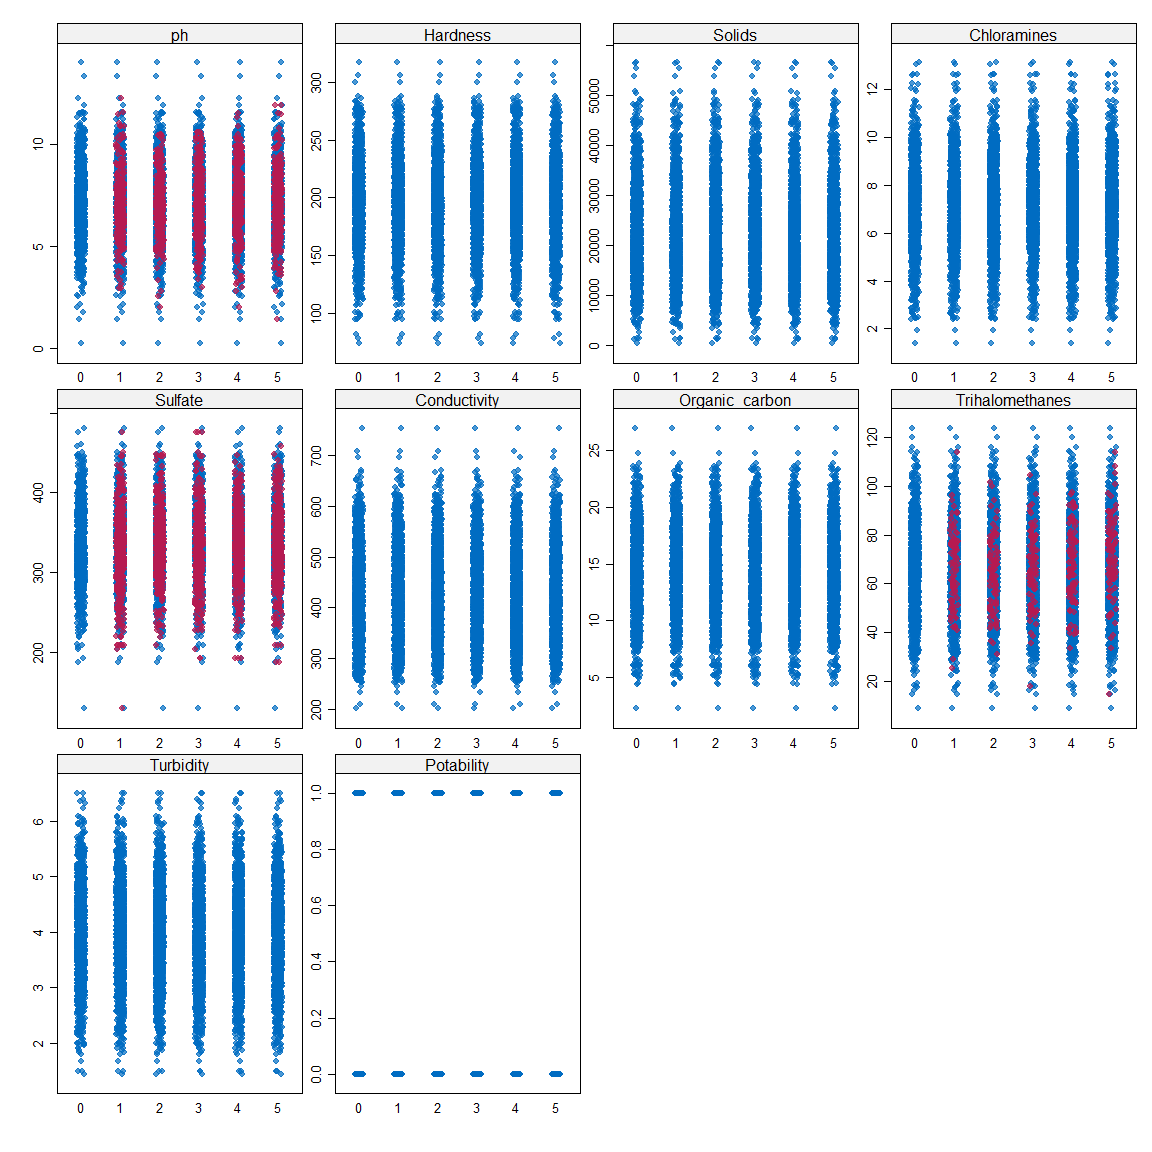 ph Hardness Solids Chloramines
0 5 10
100 150 200 250 300
0 10000 20000 30000 40000 50000
2 4 6 8 10 12
0 1 2 3 4 5 0 1 2 3 4 5 0 1 2 3 4 5 0 1 2 3 4 5
Sulfate Conductivity Organic_carbon Trihalomethanes
200 300 400
200 300 400 500 600 700
5 10 15 20 25
20 40 60 80 100 120
0 1 2 3 4 5 0 1 2 3 4 5 0 1 2 3 4 5 0 1 2 3 4 5
Turbidity Potability
2 3 4 5 6
0.0 0.2 0.4 0.6 0.8 1.0
0 1 2 3 4 5 0 1 2 3 4 5